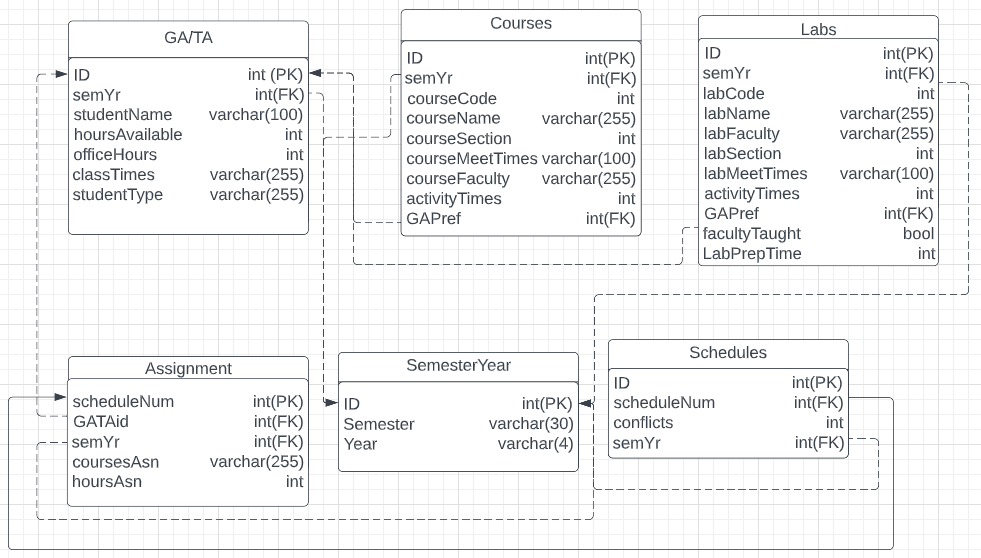 GA/TA
ID int (PK)
semYr int(FK)
studentName varchar(100)
hoursAvailable int
officeHours int
classTimes varchar(255)
studentType varchar(255)
Courses
ID int(PK)
semYr int(FK)
courseCode int
courseName varchar(255)
courseSection int
courseMeetTimes varchar(100)
courseFaculty varchar(255)
activityTimes int
GAPref int(FK)
Labs
ID int(PK)
semYr int(FK)
labCode int
labName varchar(255)
labFaculty varchar(255)
labSection int
labMeetTimes varchar(100)
activityTimes int
GAPref int(FK)
facultyTaught bool
LabPrepTime int
Assignment
scheduleNum int(PK)
GATAid int(FK)
semYr int(FK)
coursesAsn varchar(255)
hoursAsn int
SemesterYear
ID int(PK)
Semester varchar(30)
Year varchar(4)
Schedules
ID int(PK)
scheduleNum int(FK)
conflicts int
semYr int(FK)